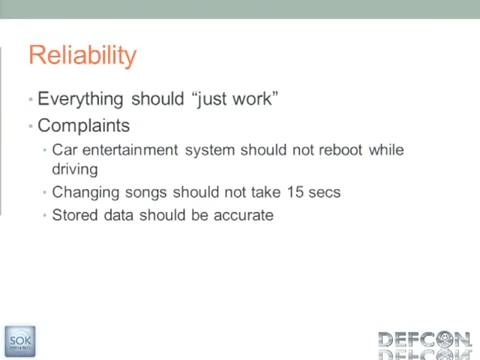 Reliability
• Everything should “just work”
• Complaints
• Car entertainment system should not reboot while
driving
• Changing songs should not take 15 secs
• Stored data should be accurate
SOK
DEFCON